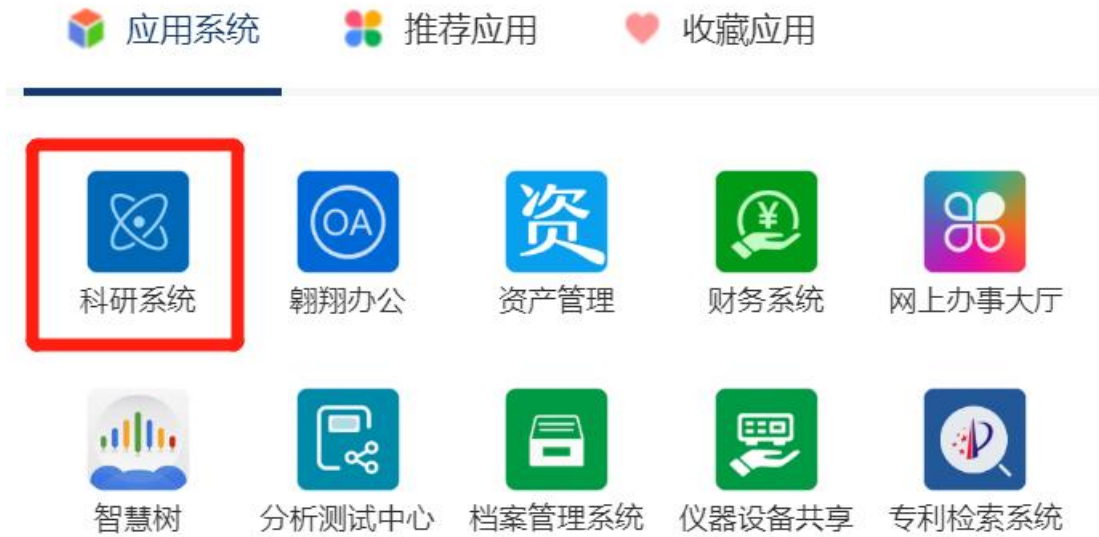 应用系统 推荐应用 收藏应用
科研系统 OA 翱翔办公 资 资产管理 ¥ 财务系统 网上办事大厅
智慧树 分析测试中心 档案管理系统 仪器设备共享 P 专利检索系统